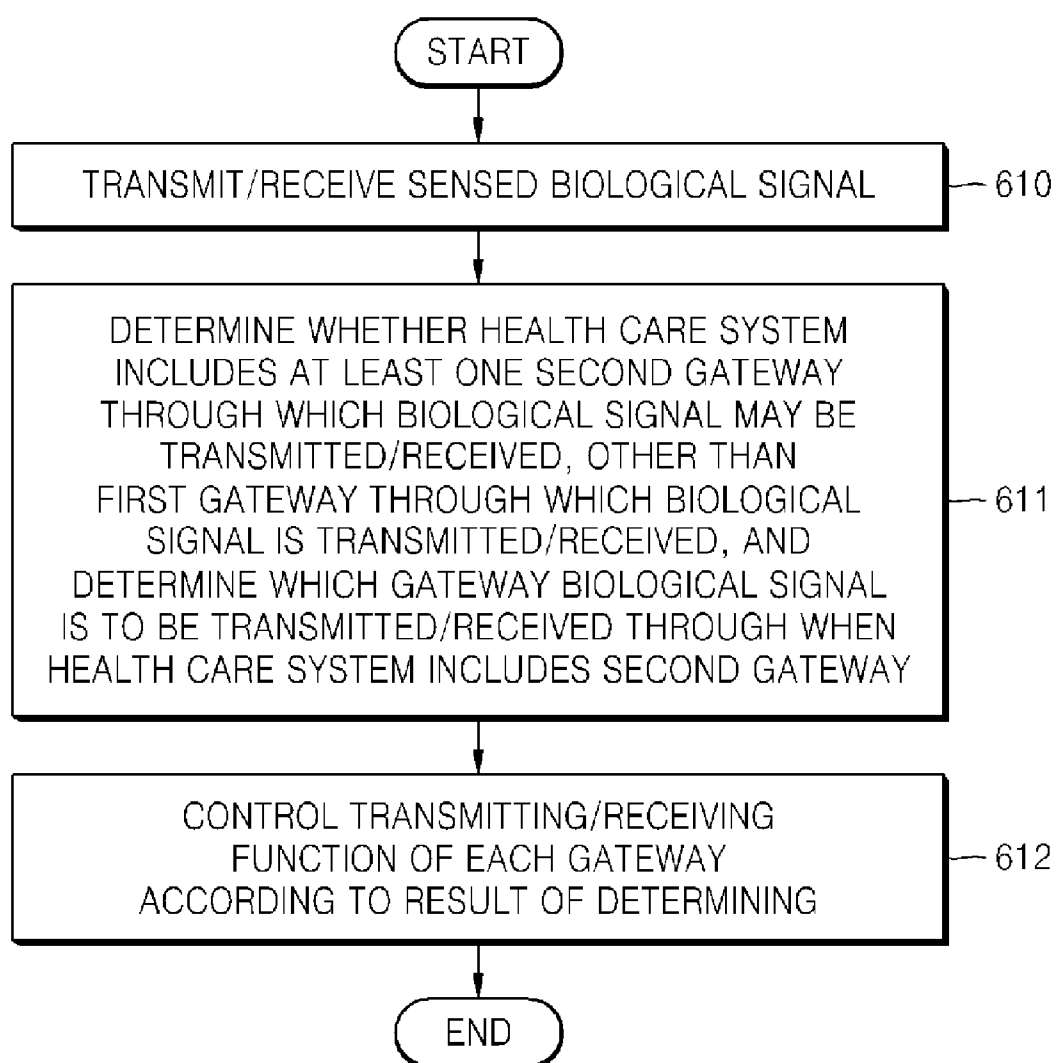 START
TRANSMIT/RECEIVE SENSED BIOLOGICAL SIGNAL
610
DETERMINE WHETHER HEALTH CARE SYSTEM
INCLUDES AT LEAST ONE SECOND GATEWAY
THROUGH WHICH BIOLOGICAL SIGNAL MAY BE
TRANSMITTED/RECEIVED, OTHER THAN
FIRST GATEWAY THROUGH WHICH BIOLOGICAL
SIGNAL IS TRANSMITTED/RECEIVED, AND
DETERMINE WHICH GATEWAY BIOLOGICAL SIGNAL
IS TO BE TRANSMITTED/RECEIVED THROUGH WHEN
HEALTH CARE SYSTEM INCLUDES SECOND GATEWAY
611
CONTROL TRANSMITTING/RECEIVING
FUNCTION OF EACH GATEWAY
ACCORDING TO RESULT OF DETERMINING
612
END